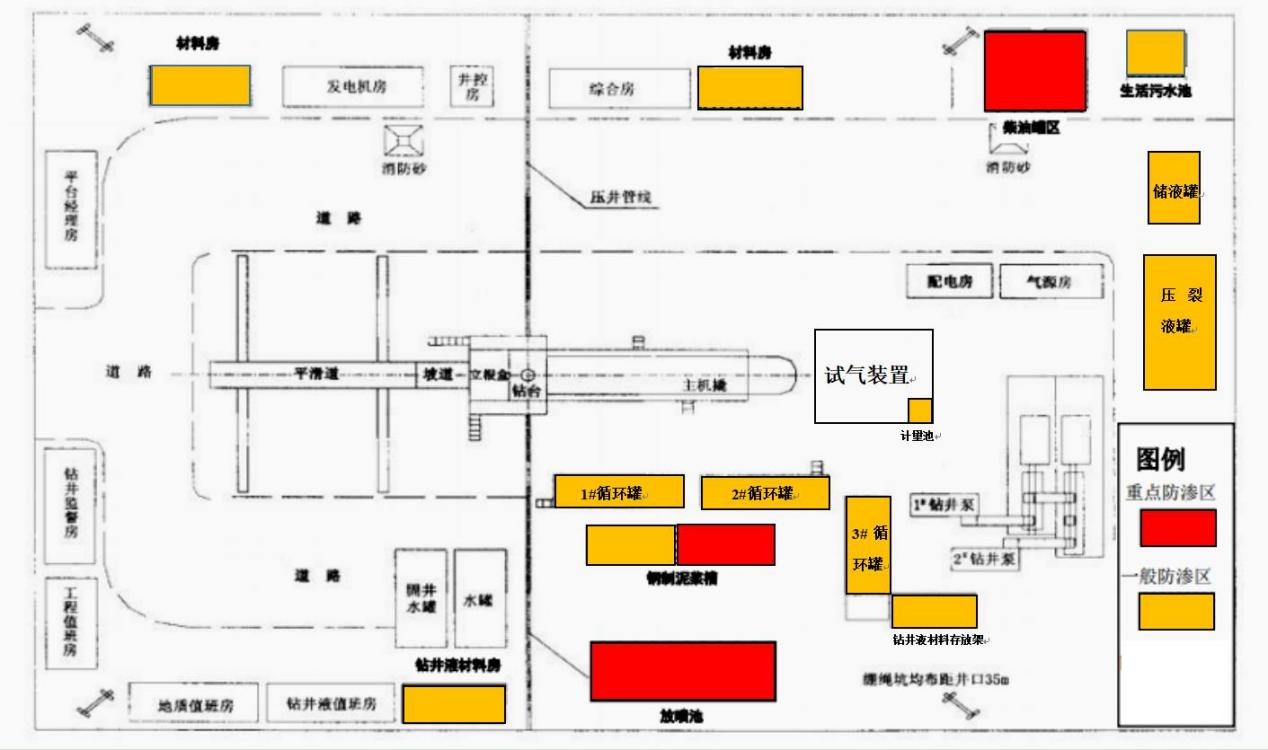 材料房
发电机房
井控
房
综合房
材料房
柴油罐区
生活污水池
消防砂
消防砂
平台经理房
压井管线
道 路
储液罐
配电房
气源房
压 裂
液罐
道 路
平滑道
坡道
立根盒
钻台
主机撬
试气装置
计量池
图例
重点防渗区
一般防渗区
钻井监督房
1#循环罐
2#循环罐
3# 循
环罐
1#钻井泵
2#钻井泵
钢制泥浆槽
道 路
固井
水罐
水罐
工程值班房
钻井液材料存放架
钻井液材料房
绷绳坑均布距井口35m
地质值班房
钻井液值班房
放喷池